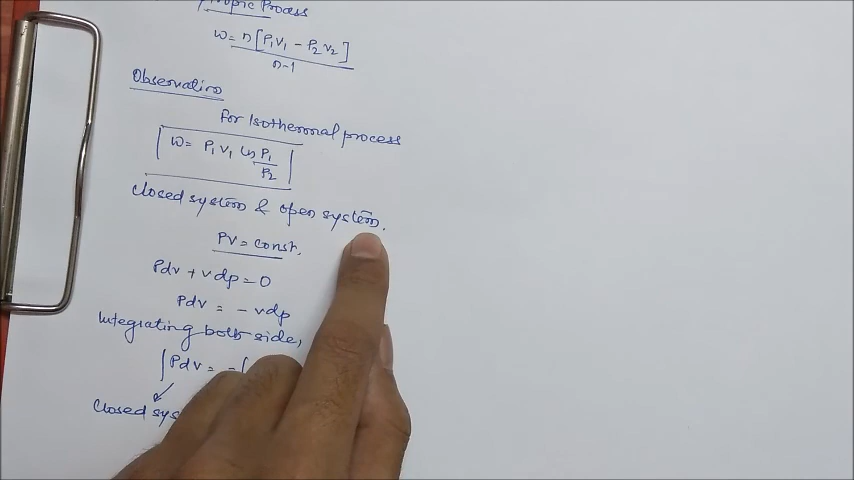 Process
W = n [P₁V₁ - P₂V₂]
n-1
Observation
for Isothermal process
W = P₁V₁ ln P₁
P₂
Closed system & open system.
PV = const.
Pdv + vdp = 0
Pdv = - vdp
Integrating both side,
∫Pdv = -∫
Closed sys